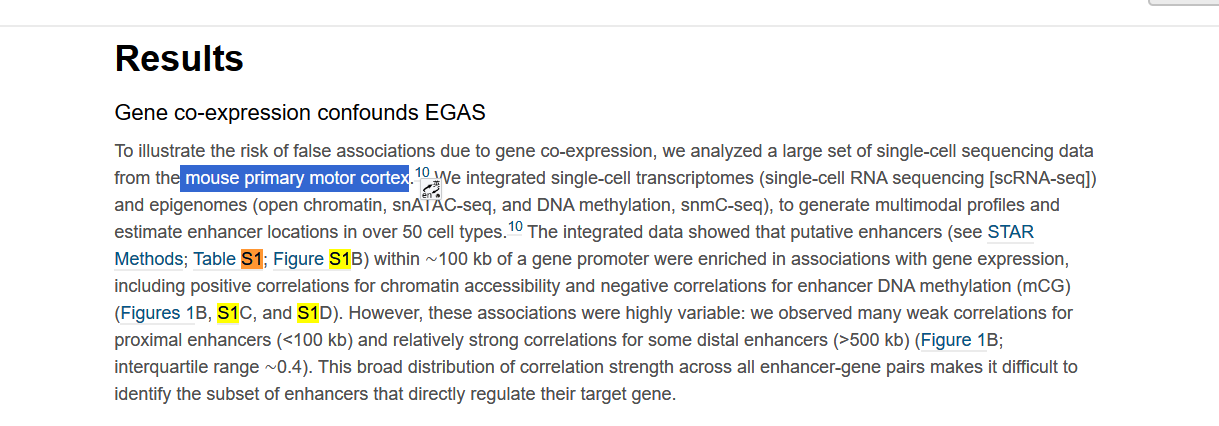 Results
Gene co-expression confounds EGAS
To illustrate the risk of false associations due to gene co-expression, we analyzed a large set of single-cell sequencing data
from the mouse primary motor cortex.10 We integrated single-cell transcriptomes (single-cell RNA sequencing [scRNA-seq])
and epigenomes (open chromatin, snATAC-seq, and DNA methylation, snmC-seq), to generate multimodal profiles and
estimate enhancer locations in over 50 cell types.10 The integrated data showed that putative enhancers (see STAR
Methods; Table S1; Figure S1B) within ~100 kb of a gene promoter were enriched in associations with gene expression,
including positive correlations for chromatin accessibility and negative correlations for enhancer DNA methylation (mCG)
(Figures 1B, S1C, and S1D). However, these associations were highly variable: we observed many weak correlations for
proximal enhancers (<100 kb) and relatively strong correlations for some distal enhancers (>500 kb) (Figure 1B;
interquartile range ~0.4). This broad distribution of correlation strength across all enhancer-gene pairs makes it difficult to
identify the subset of enhancers that directly regulate their target gene.